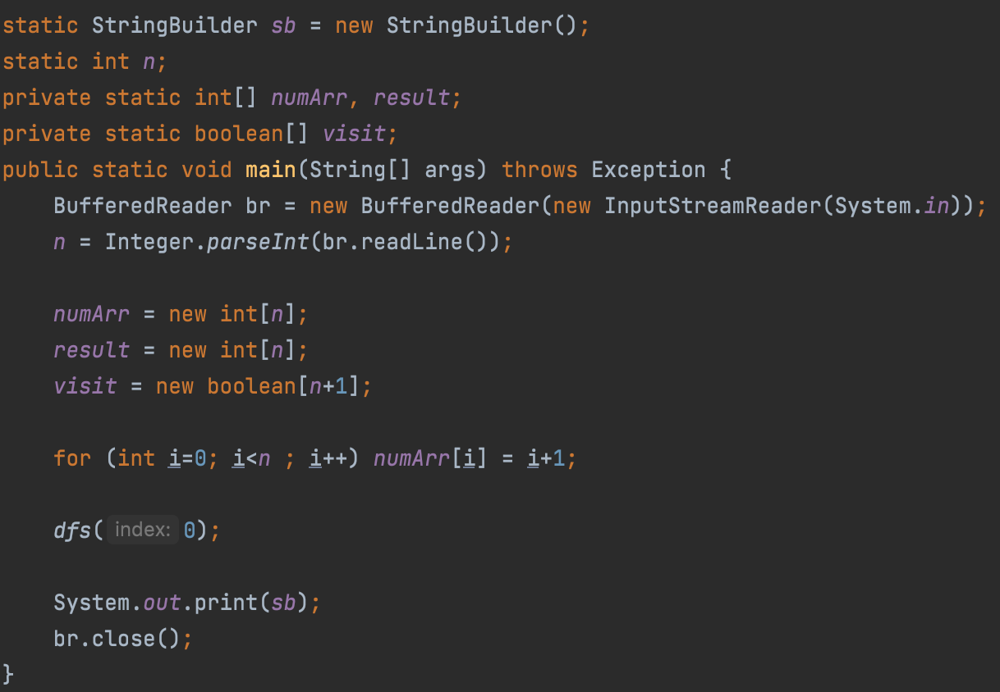 static StringBuilder sb = new StringBuilder();
static int n;
private static int[] numArr, result;
private static boolean[] visit;
public static void main(String[] args) throws Exception {
    BufferedReader br = new BufferedReader(new InputStreamReader(System.in));
    n = Integer.parseInt(br.readLine());

    numArr = new int[n];
    result = new int[n];
    visit = new boolean[n+1];

    for (int i=0; i<n ; i++) numArr[i] = i+1;

    dfs( index: 0);

    System.out.print(sb);
    br.close();
}